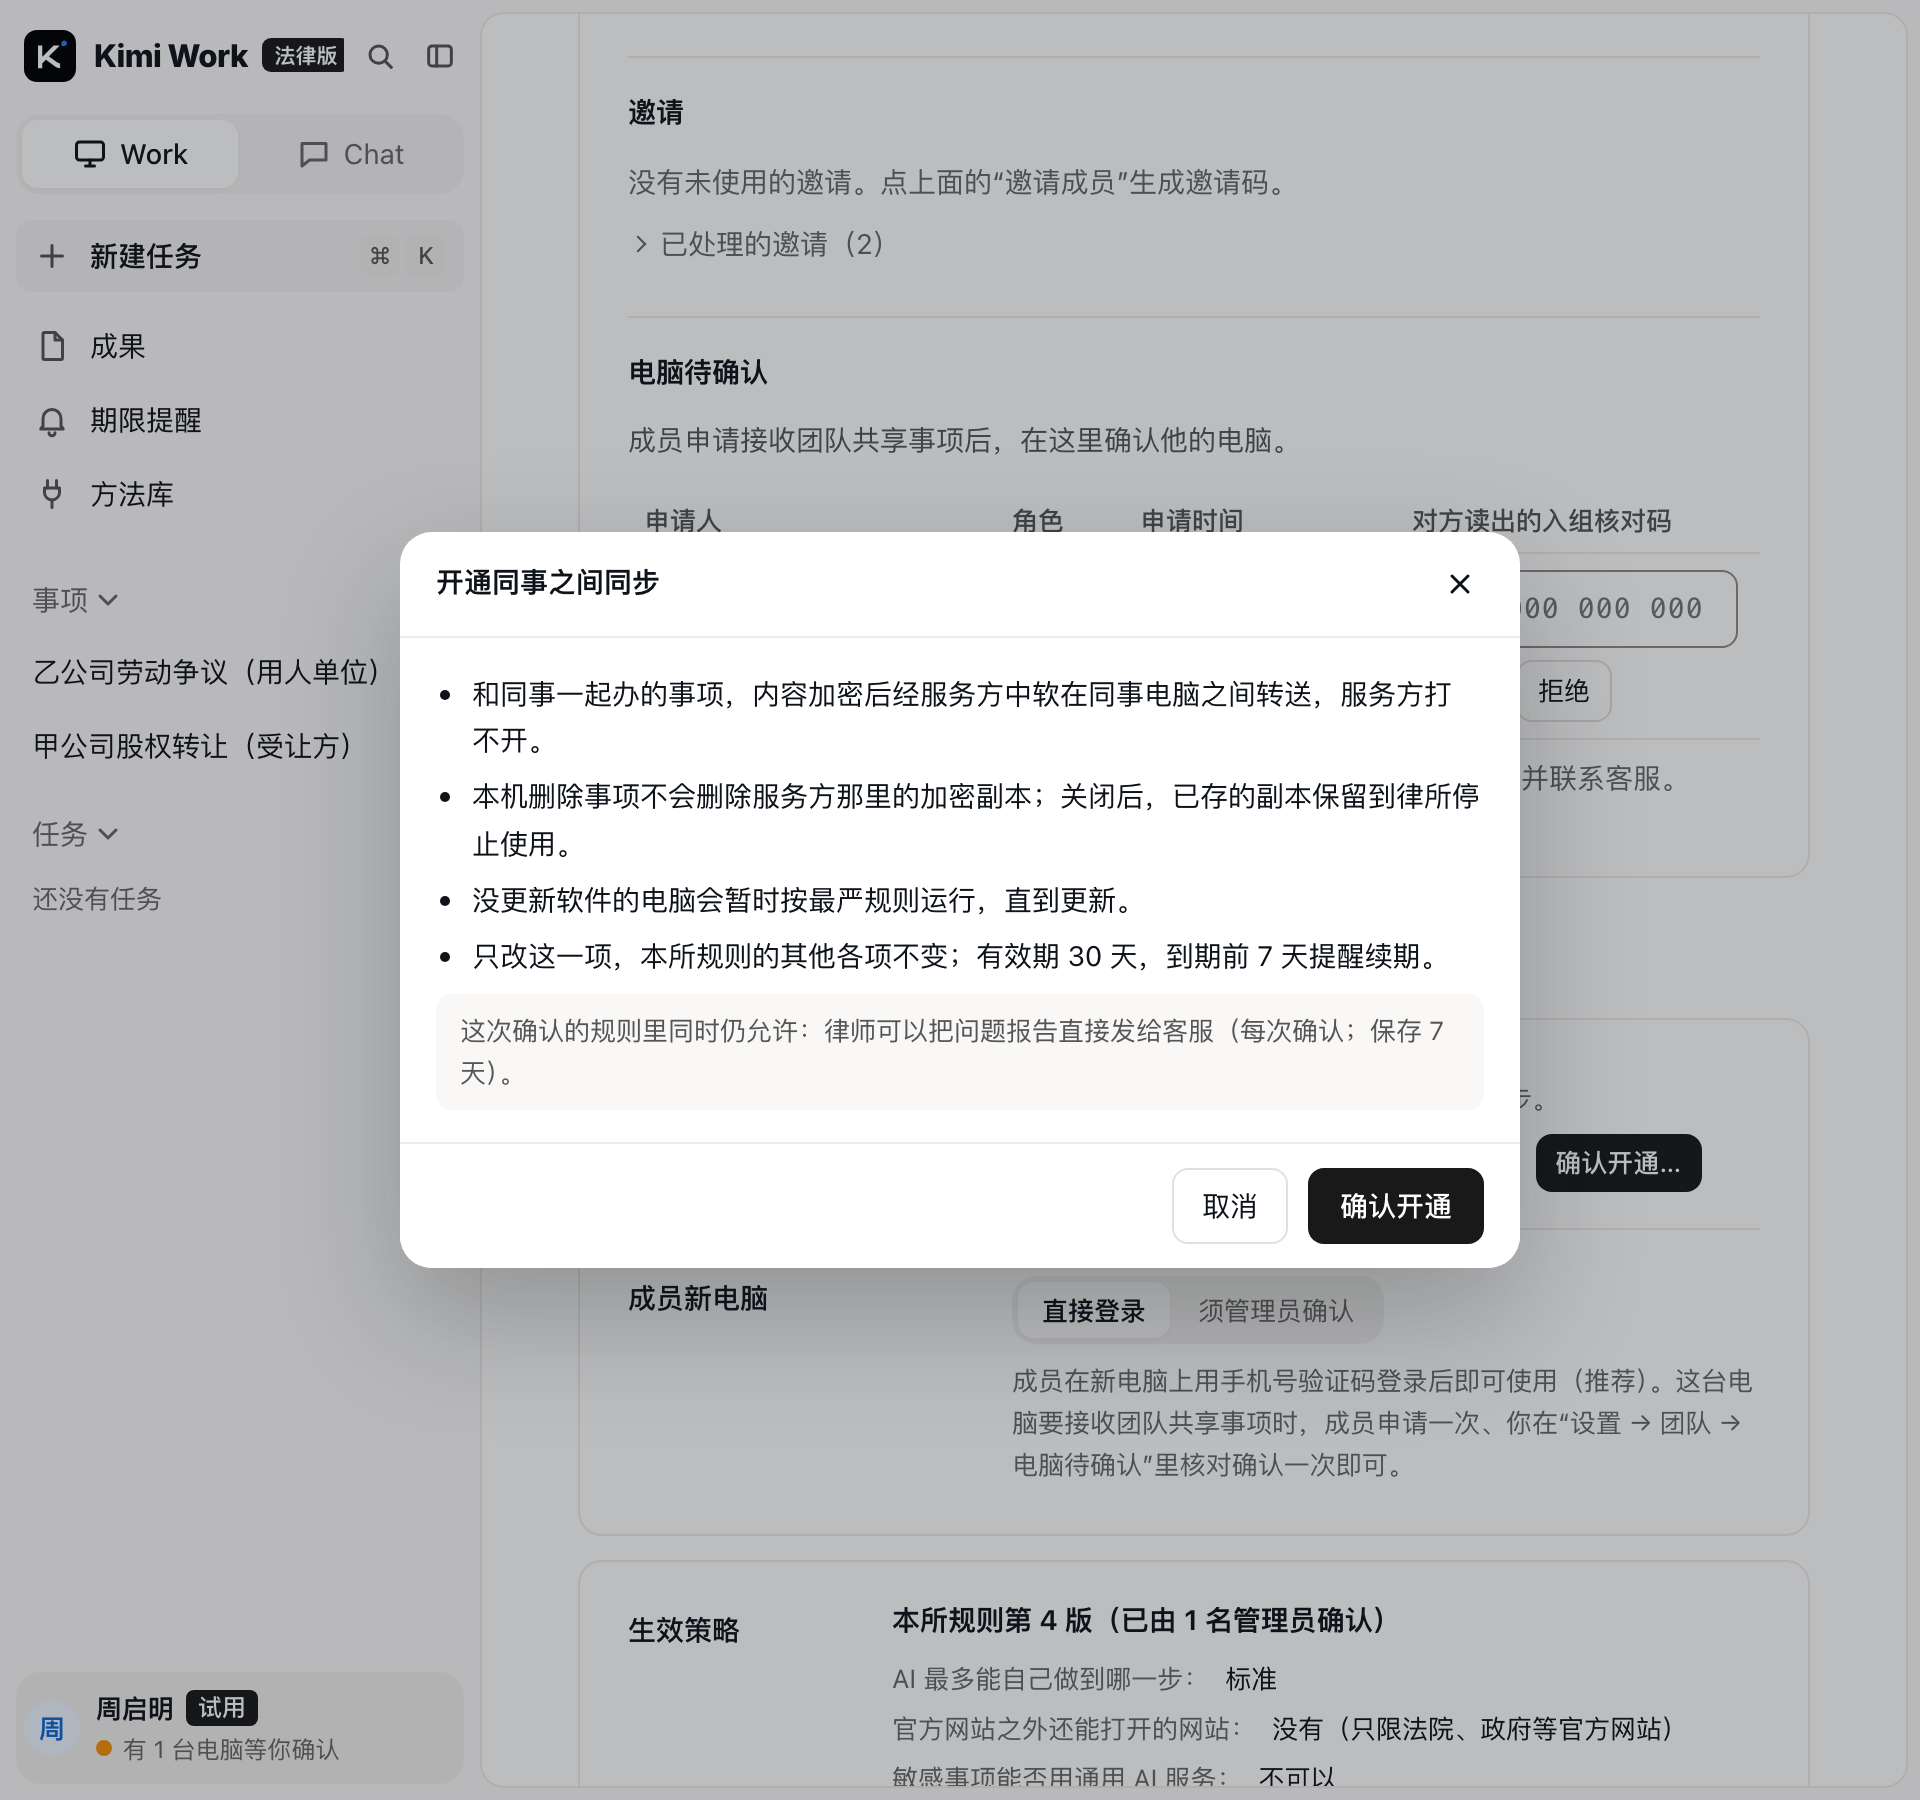 Kimi Work 法律版
Work
Chat
新建任务 ⌘ K
成果
期限提醒
方法库
事项
乙公司劳动争议（用人单位）
甲公司股权转让（受让方）
任务
还没有任务
周 周启明 试用
有 1 台电脑等你确认
邀请
没有未使用的邀请。点上面的“邀请成员”生成邀请码。
已处理的邀请（2）
电脑待确认
成员申请接收团队共享事项后，在这里确认他的电脑。
申请人 角色 申请时间 对方读出的入组核对码
00 000 000
拒绝
并联系客服。
开通同事之间同步
• 和同事一起办的事项，内容加密后经服务方中软在同事电脑之间转送，服务方打
不开。
• 本机删除事项不会删除服务方那里的加密副本；关闭后，已存的副本保留到律所停
止使用。
• 没更新软件的电脑会暂时按最严规则运行，直到更新。
• 只改这一项，本所规则的其他各项不变；有效期 30 天，到期前 7 天提醒续期。
这次确认的规则里同时仍允许：律师可以把问题报告直接发给客服（每次确认；保存 7
天）。
取消
确认开通
确认开通...
成员新电脑
直接登录 须管理员确认
成员在新电脑上用手机号验证码登录后即可使用（推荐）。这台电
脑要接收团队共享事项时，成员申请一次、你在“设置 → 团队 →
电脑待确认”里核对确认一次即可。
生效策略
本所规则第 4 版（已由 1 名管理员确认）
AI 最多能自己做到哪一步： 标准
官方网站之外还能打开的网站： 没有（只限法院、政府等官方网站）
敏感事项能否用通用 AI 服务： 不可以